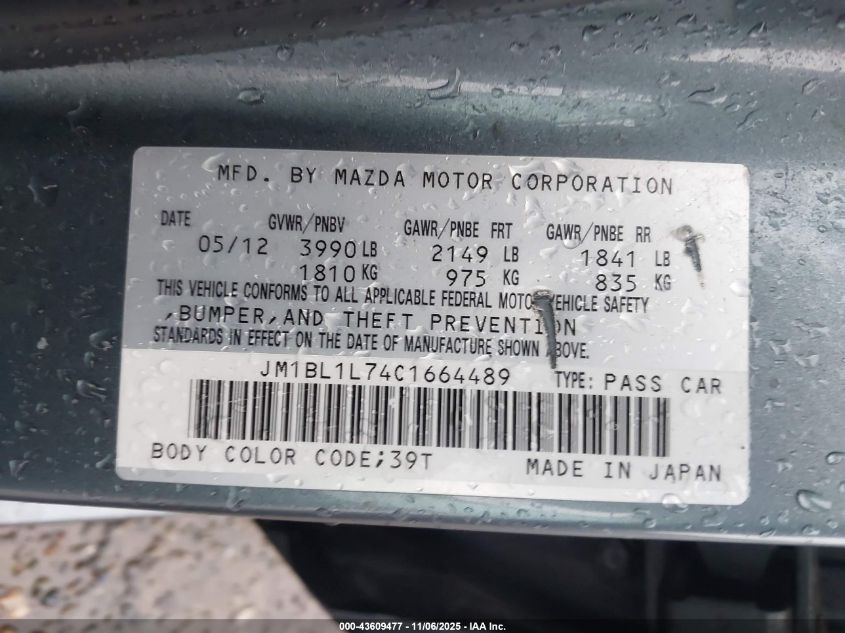 MFD. BY MAZDA MOTOR CORPORATION
DATE GVWR/PNBV GAWR/PNBE FRT GAWR/PNBE RR
05/12 3990 LB 2149 LB 1841 LB
1810 KG 975 KG 835 KG
THIS VEHICLE CONFORMS TO ALL APPLICABLE FEDERAL MOTOR VEHICLE SAFETY
,BUMPER,AND THEFT PREVENTION
STANDARDS IN EFFECT ON THE DATE OF MANUFACTURE SHOWN ABOVE.
JM1BL1L74C1664489 TYPE: PASS CAR
BODY COLOR CODE;39T MADE IN JAPAN
000-43609477 - 11/06/2025 - IAA Inc.